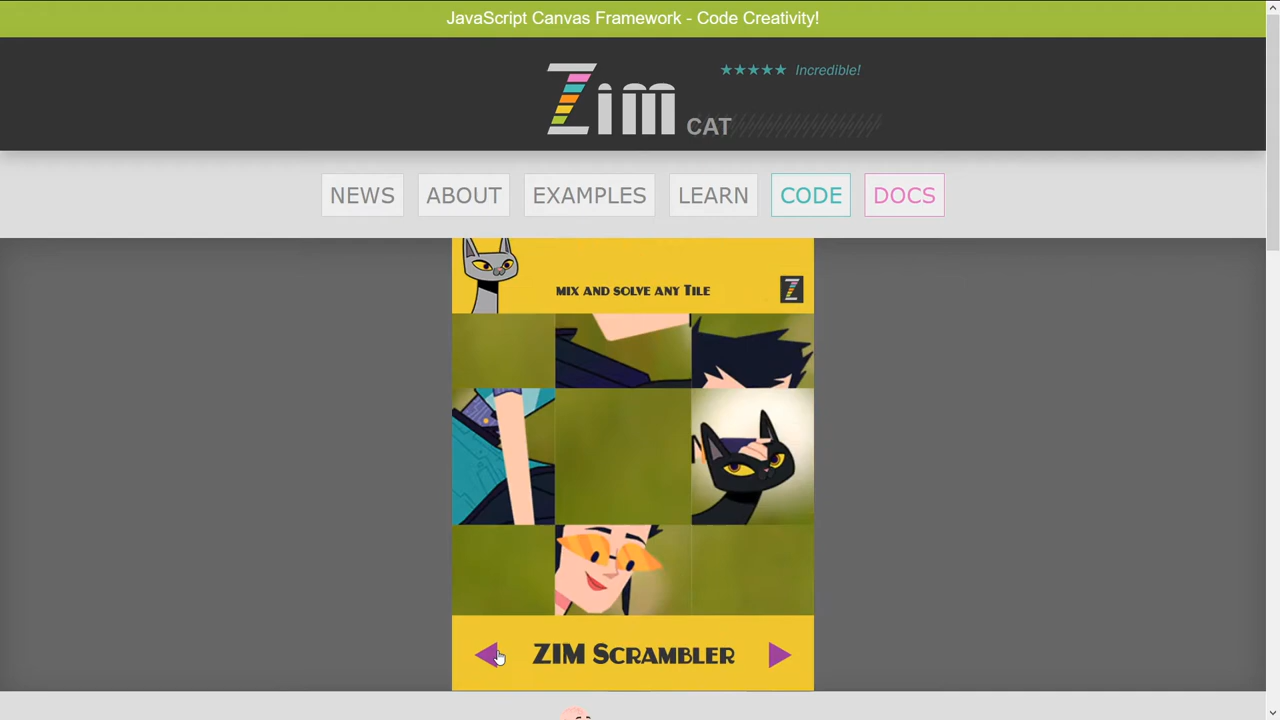 JavaScript Canvas Framework - Code Creativity!
★★★★★ Incredible!
Zim CAT
NEWS ABOUT EXAMPLES LEARN CODE DOCS
MIX AND SOLVE ANY TILE
Z
ZIM SCRAMBLER